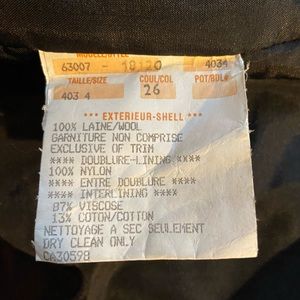 63007 - 18120 4034
TAILLE/SIZE COUL/COL POT/BDL#
403 4 26
*** EXTERIEUR-SHELL ***
100% LAINE/WOOL
GARNITURE NON COMPRISE
EXCLUSIVE OF TRIM
**** DOUBLURE-LINING ****
100% NYLON
**** ENTRE DOUBLURE ****
**** INTERLINING ****
87% VISCOSE
13% COTON/COTTON
NETTOYAGE A SEC SEULEMENT
DRY CLEAN ONLY
CA30598